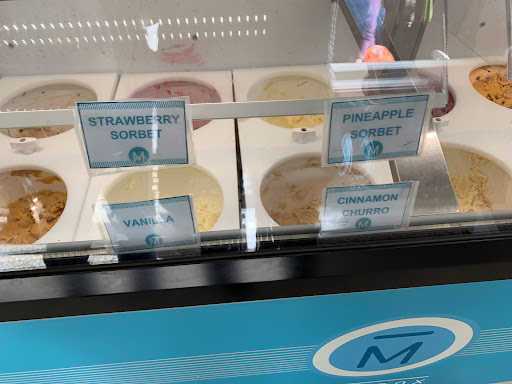 STRAWBERRY
SORBET
M
PINEAPPLE
SORBET
M
VANILLA
M
CINNAMON
CHURRO
M
M